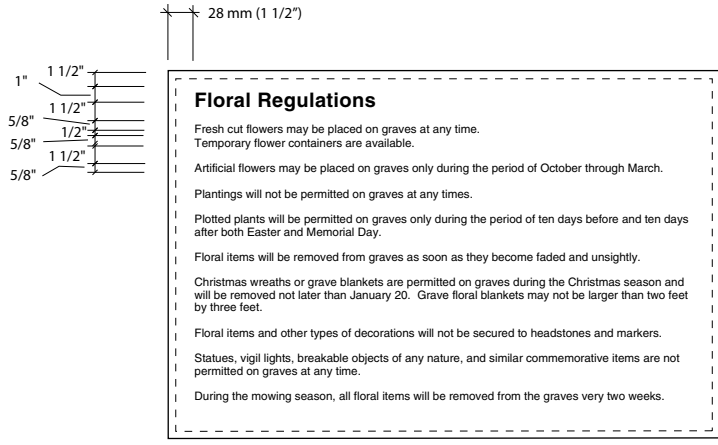 28 mm (1 1/2”)
1 1/2"
1"
1 1/2"
5/8"
1/2"
5/8"
1 1/2"
5/8"
Floral Regulations
Fresh cut flowers may be placed on graves at any time.
Temporary flower containers are available.
Artificial flowers may be placed on graves only during the period of October through March.
Plantings will not be permitted on graves at any times.
Plotted plants will be permitted on graves only during the period of ten days before and ten days
after both Easter and Memorial Day.
Floral items will be removed from graves as soon as they become faded and unsightly.
Christmas wreaths or grave blankets are permitted on graves during the Christmas season and
will be removed not later than January 20.  Grave floral blankets may not be larger than two feet
by three feet.
Floral items and other types of decorations will not be secured to headstones and markers.
Statues, vigil lights, breakable objects of any nature, and similar commemorative items are not
permitted on graves at any time.
During the mowing season, all floral items will be removed from the graves very two weeks.